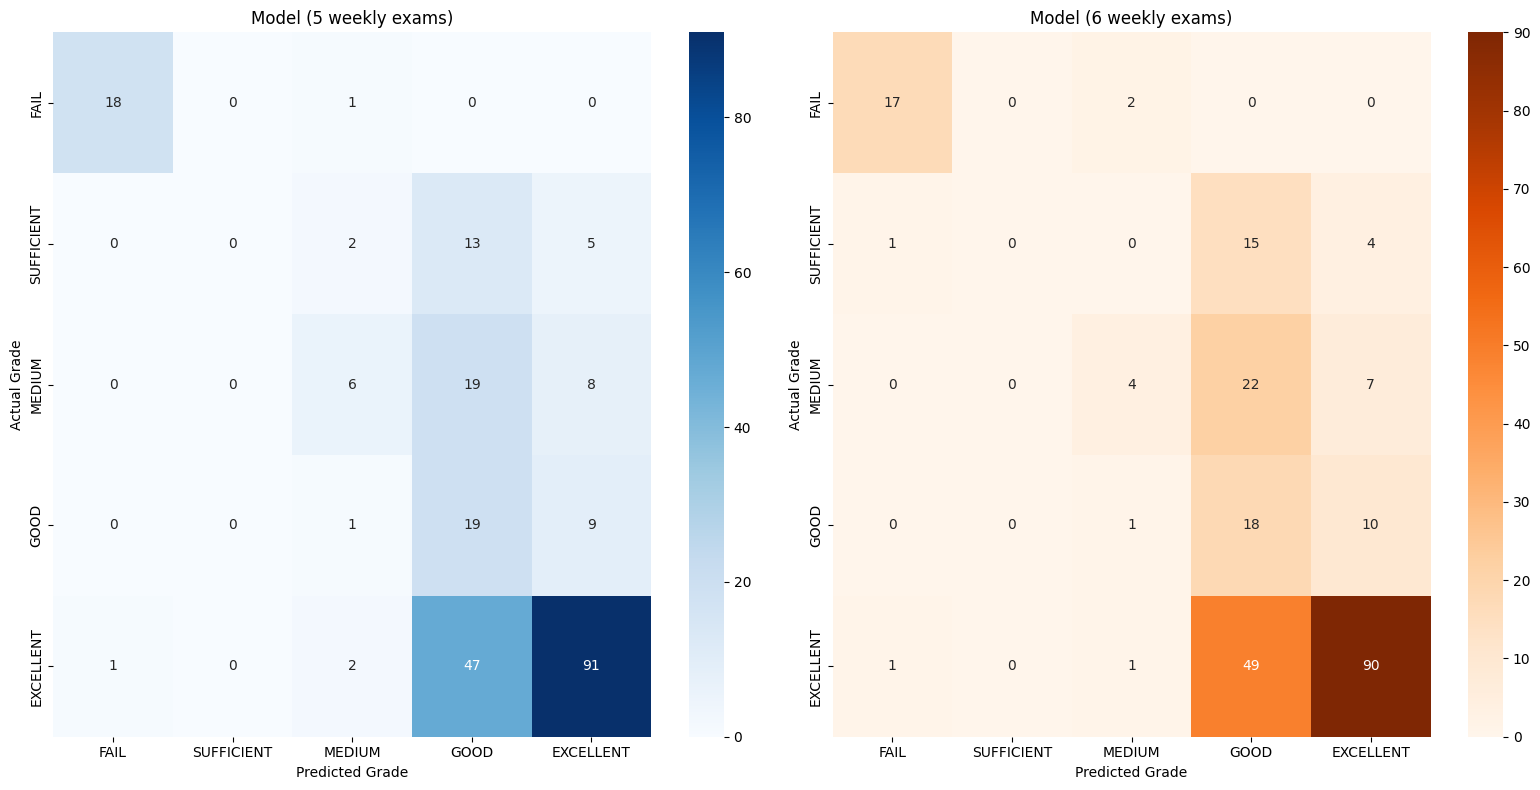 Model (5 weekly exams)
Actual Grade
FAIL
18 0 1 0 0
SUFFICIENT
0 0 2 13 5
MEDIUM
0 0 6 19 8
GOOD
0 0 1 19 9
EXCELLENT
1 0 2 47 91
FAIL SUFFICIENT MEDIUM GOOD EXCELLENT
Predicted Grade
80
60
40
20
0
Model (6 weekly exams)
Actual Grade
FAIL
17 0 2 0 0
SUFFICIENT
1 0 0 15 4
MEDIUM
0 0 4 22 7
GOOD
0 0 1 18 10
EXCELLENT
1 0 1 49 90
FAIL SUFFICIENT MEDIUM GOOD EXCELLENT
Predicted Grade
90
80
70
60
50
40
30
20
10
0